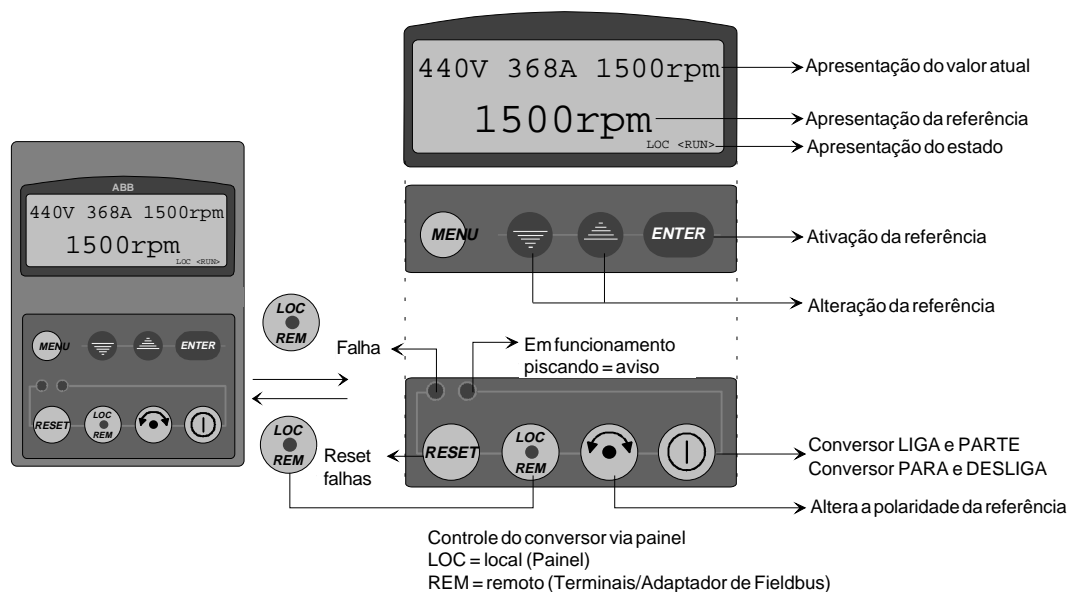 440V 368A 1500rpm
1500rpm
LOC <RUN>
Apresentação do valor atual
Apresentação da referência
Apresentação do estado
ABB
440V 368A 1500rpm
1500rpm
LOC <RUN>
MENU
ENTER
Ativação da referência
Alteração da referência
LOC
REM
MENU
ENTER
Falha
Em funcionamento
piscando = aviso
RESET
LOC
REM
LOC
REM
Reset
falhas
RESET
LOC
REM
Conversor LIGA e PARTE
Conversor PARA e DESLIGA
Altera a polaridade da referência
Controle do conversor via painel
LOC = local (Painel)
REM = remoto (Terminais/Adaptador de Fieldbus)